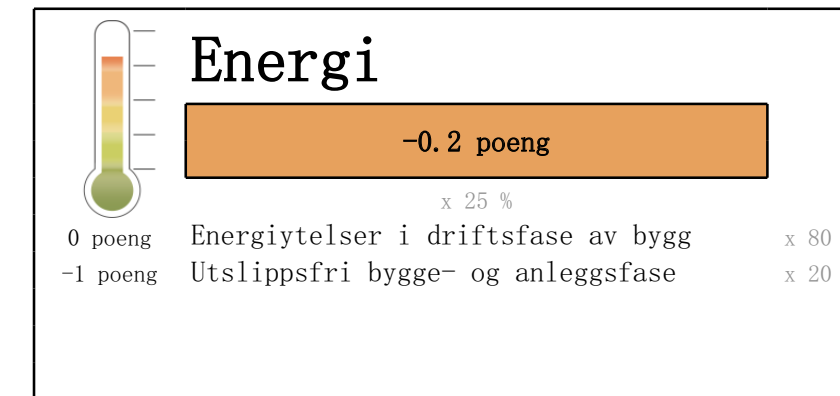 Energi
-0.2 poeng
x 25 %
0 poeng Energiytelser i driftsfase av bygg x 80
-1 poeng Utslippsfri bygge- og anleggsfase x 20